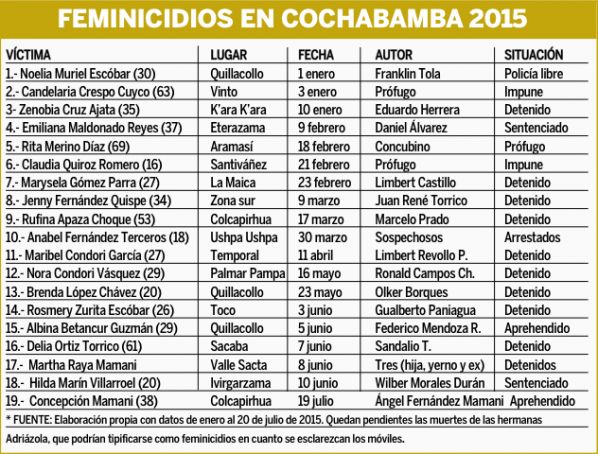 FEMINICIDIOS EN COCHABAMBA 2015
VÍCTIMA LUGAR FECHA AUTOR SITUACIÓN
1.- Noelia Muriel Escóbar (30) Quillacollo 1 enero Franklin Tola Policía libre
2.- Candelaria Crespo Cuyco (63) Vinto 3 enero Prófugo Impune
3- Zenobia Cruz Ajata (35) K'ara K'ara 10 enero Eduardo Herrera Detenido
4.- Emiliana Maldonado Reyes (37) Eterazama 9 febrero Daniel Álvarez Sentenciado
5.- Rita Merino Díaz (69) Aramasí 18 febrero Concubino Prófugo
6.- Claudia Quiroz Romero (16) Santiváñez 21 febrero Prófugo Impune
7.- Marysela Gómez Parra (27) La Maica 23 febrero Limbert Castillo Detenido
8.- Jenny Fernández Quispe (34) Zona sur 9 marzo Juan René Torrico Detenido
9.- Rufina Apaza Choque (53) Colcapirhua 17 marzo Marcelo Prado Detenido
10.- Anabel Fernández Terceros (18) Ushpa Ushpa 30 marzo Sospechosos Arrestados
11.- Maribel Condori García (27) Temporal 11 abril Limbert Revollo P. Detenido
12.- Nora Condori Vásquez (29) Palmar Pampa 16 mayo Ronald Campos Ch. Detenido
13.- Brenda López Chávez (20) Quillacollo 23 mayo Olker Borques Detenido
14.- Rosmery Zurita Escóbar (26) Toco 3 junio Gualberto Paniagua Detenido
15.- Albina Betancur Guzmán (29) Quillacollo 5 junio Federico Mendoza R. Aprehendido
16.- Delia Ortiz Torrico (61) Sacaba 7 junio Sandalio T. Detenido
17.- Martha Raya Mamani Valle Sacta 8 junio Tres (hija, yerno y ex) Detenidos
18.- Hilda Marín Villarroel (20) Ivirgarzama 10 junio Wilber Morales Durán Sentenciado
19.- Concepción Mamani (38) Colcapirhua 19 julio Ángel Fernández Mamani Aprehendido
* FUENTE: Elaboración propia con datos de enero al 20 de julio de 2015. Quedan pendientes las muertes de las hermanas
Adriázola, que podrían tipificarse como feminicidios en cuanto se esclarezcan los móviles.